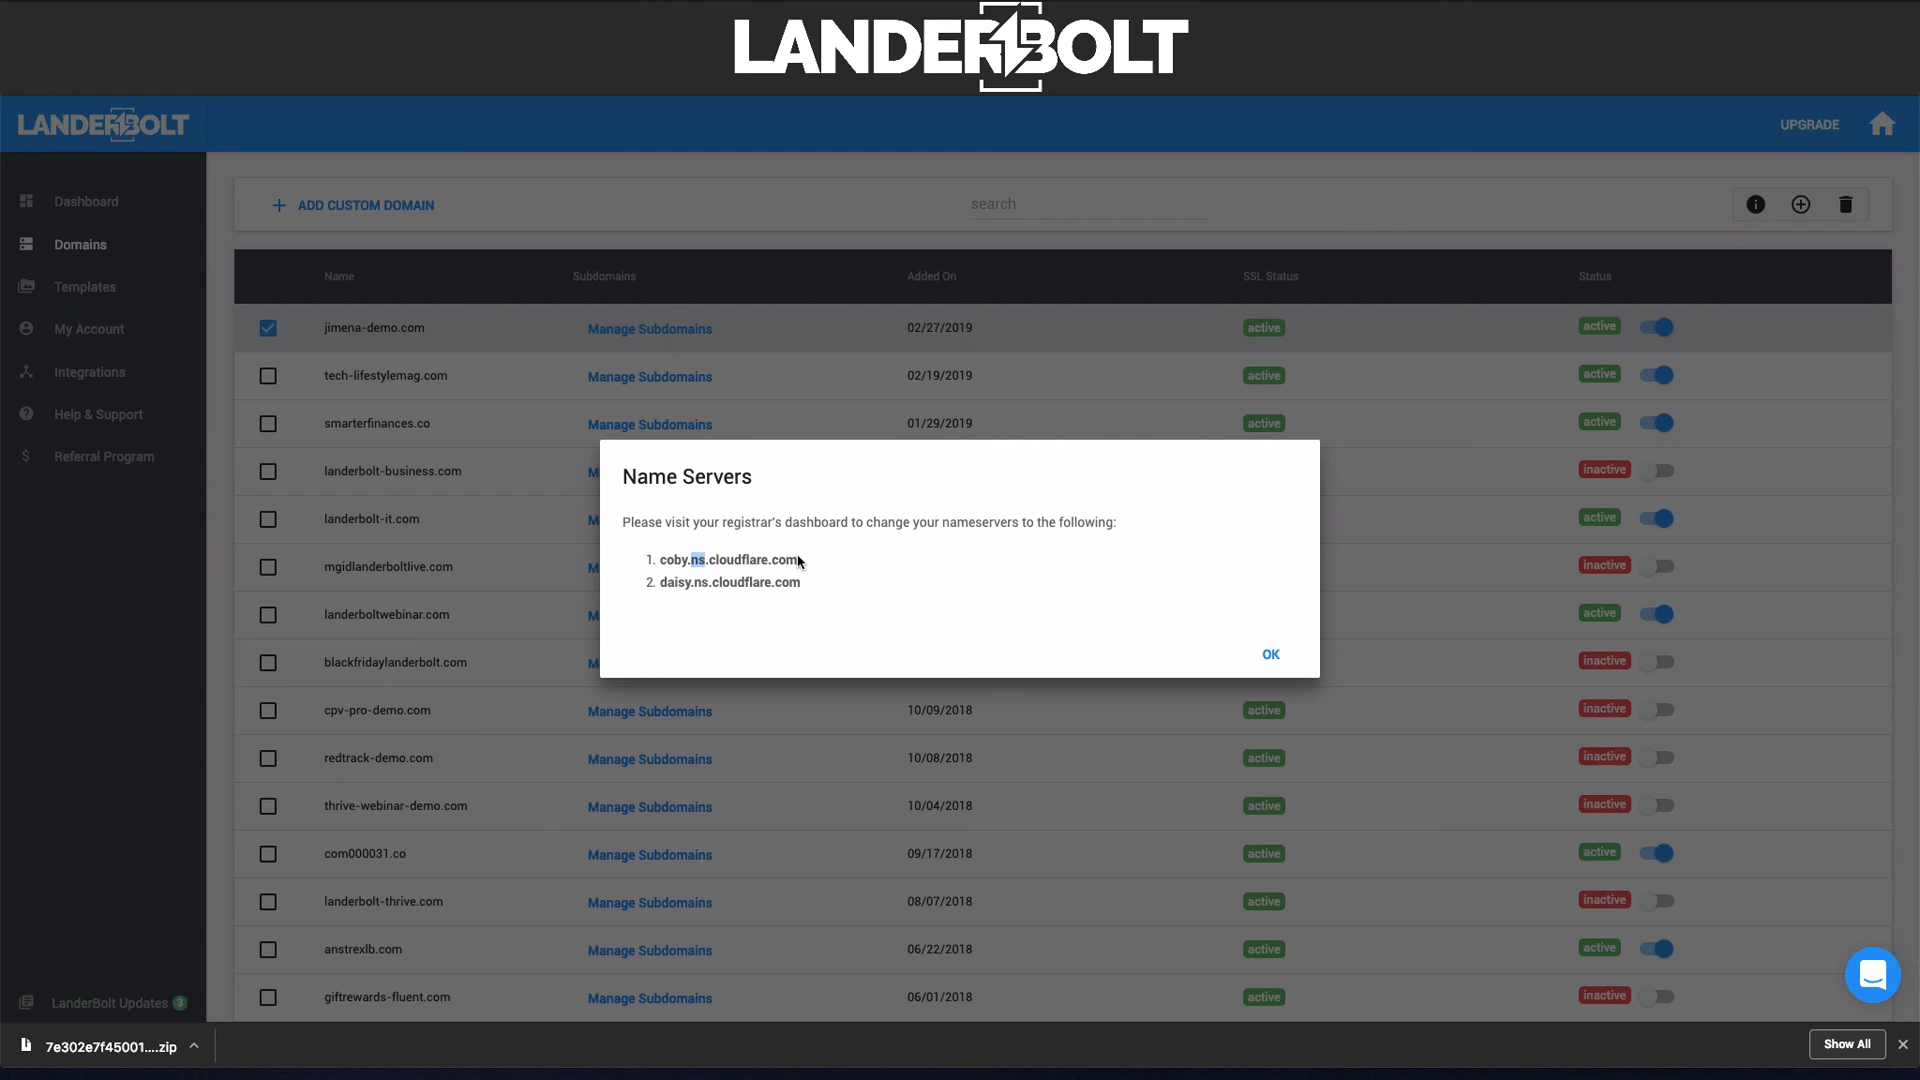 LANDERBOLT
LANDERBOLT
UPGRADE
Dashboard
Domains
Templates
My Account
Integrations
Help & Support
$ Referral Program
LanderBolt Updates 3
+ ADD CUSTOM DOMAIN
search
Name Subdomains Added On SSL Status Status
jimena-demo.com Manage Subdomains 02/27/2019 active active
tech-lifestylemag.com Manage Subdomains 02/19/2019 active active
smarterfinances.co Manage Subdomains 01/29/2019 active active
landerbolt-business.com M inactive
landerbolt-it.com M active
mgidlanderboltlive.com M inactive
landerboltwebinar.com M active
blackfridaylanderbolt.com M inactive
cpv-pro-demo.com Manage Subdomains 10/09/2018 active inactive
redtrack-demo.com Manage Subdomains 10/08/2018 active inactive
thrive-webinar-demo.com Manage Subdomains 10/04/2018 active inactive
com000031.co Manage Subdomains 09/17/2018 active active
landerbolt-thrive.com Manage Subdomains 08/07/2018 active inactive
anstrexlb.com Manage Subdomains 06/22/2018 active active
giftrewards-fluent.com Manage Subdomains 06/01/2018 active inactive
Name Servers
Please visit your registrar's dashboard to change your nameservers to the following:
1. coby.ns.cloudflare.com
2. daisy.ns.cloudflare.com
OK
7e302e7f45001....zip
Show All